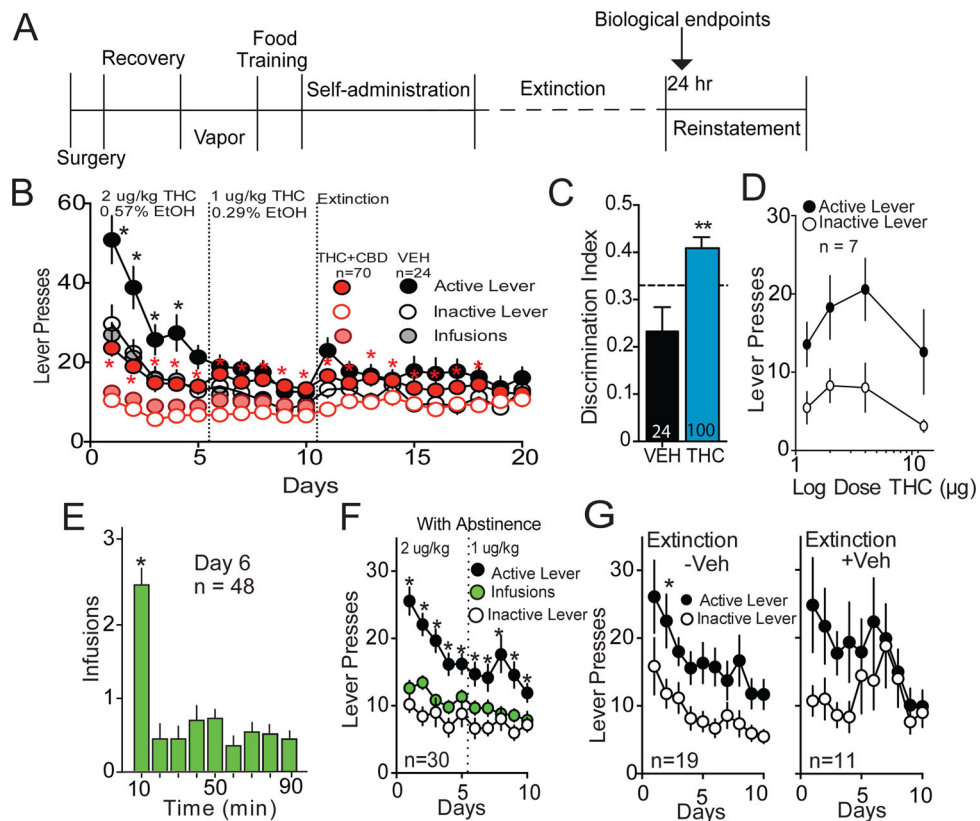 A
Biological endpoints
Food
Recovery
Training
24 hr
Self-administration
Extinction
Vapor
Reinstatement
Surgery
B
2 ug/kg THC
0.57% EtOH
1 ug/kg THC
0.29% EtOH
Extinction
THC+CBD
n=70
VEH
n=24
Active Lever
Inactive Lever
Infusions
Lever Presses
60
40
20
0
* * * *
* * * * * * * * * * * * * * * * * *
0 5 10 15 20
Days
C
**
Discrimination Index
0.5
0.4
0.3
0.2
0.1
0
24
100
VEH THC
D
Active Lever
Inactive Lever
n = 7
Lever Presses
30
20
10
0
1 10
Log Dose THC (µg)
E
Day 6
n = 48
*
Infusions
3
2
1
0
10 50 90
Time (min)
F
With Abstinence
2 ug/kg
1 ug/kg
Active Lever
Infusions
Inactive Lever
* * * * * * * * * *
Lever Presses
30
20
10
0
n=30
0 5 10
Days
G
Extinction
-Veh
*
Active Lever
Inactive Lever
Lever Presses
30
20
10
0
n=19
0 5 10
Days
Extinction
+Veh
Active Lever
Inactive Lever
n=11
0 5 10
Days